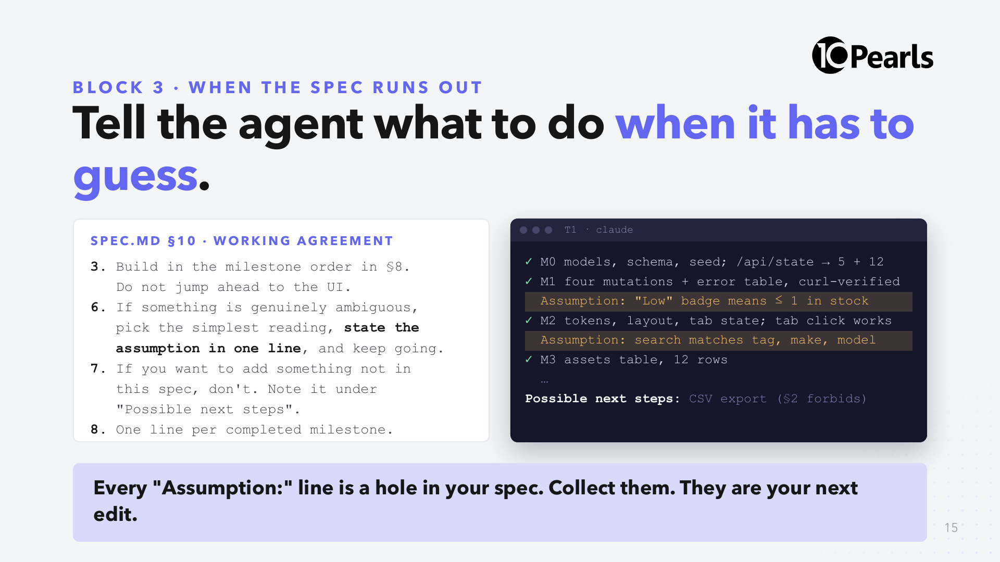 10Pearls
BLOCK 3 · WHEN THE SPEC RUNS OUT
Tell the agent what to do when it has to
guess.
SPEC.MD §10 · WORKING AGREEMENT
3. Build in the milestone order in §8.
Do not jump ahead to the UI.
6. If something is genuinely ambiguous,
pick the simplest reading, state the
assumption in one line, and keep going.
7. If you want to add something not in
this spec, don't. Note it under
"Possible next steps".
8. One line per completed milestone.
T1 · claude
✓ M0 models, schema, seed; /api/state → 5 + 12
✓ M1 four mutations + error table, curl-verified
Assumption: "Low" badge means ≤ 1 in stock
✓ M2 tokens, layout, tab state; tab click works
Assumption: search matches tag, make, model
✓ M3 assets table, 12 rows
…
Possible next steps: CSV export (§2 forbids)
Every "Assumption:" line is a hole in your spec. Collect them. They are your next
edit.
15